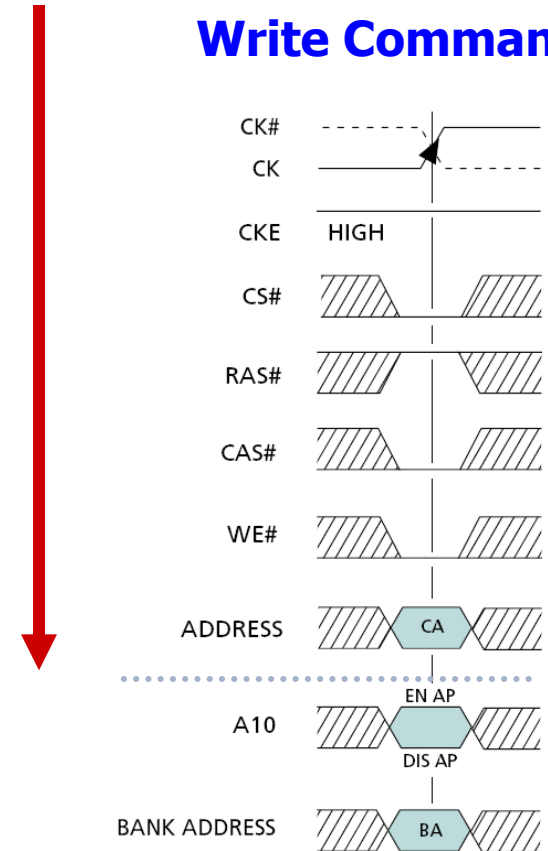 Write Comman
CK#
CK
CKE HIGH
CS#
RAS#
CAS#
WE#
ADDRESS CA
EN AP
A10
DIS AP
BANK ADDRESS BA